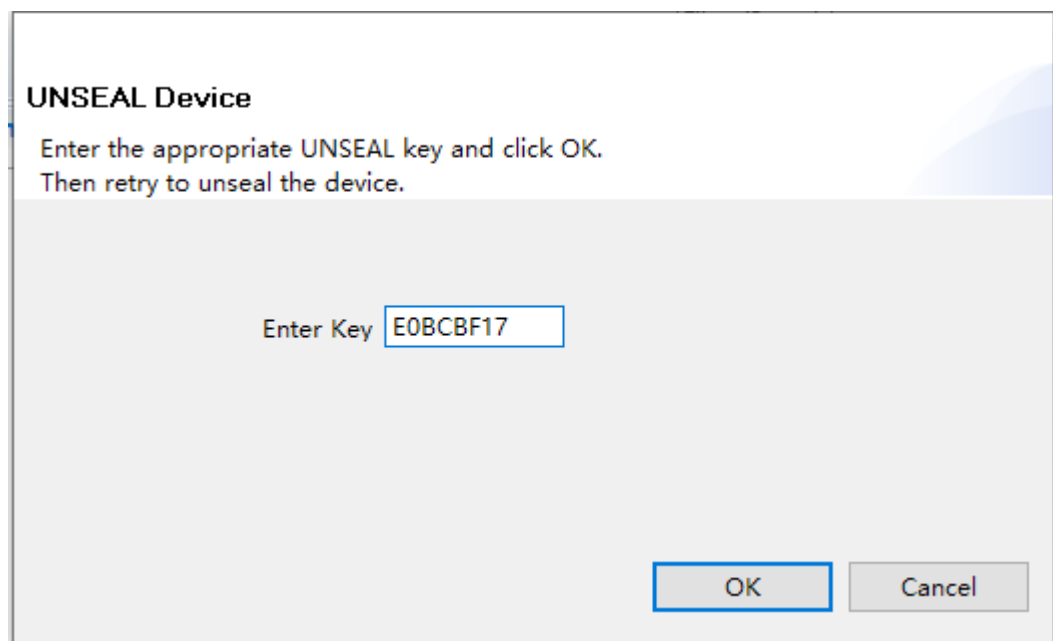 UNSEAL Device
Enter the appropriate UNSEAL key and click OK.
Then retry to unseal the device.
Enter Key E0BCBF17
OK Cancel